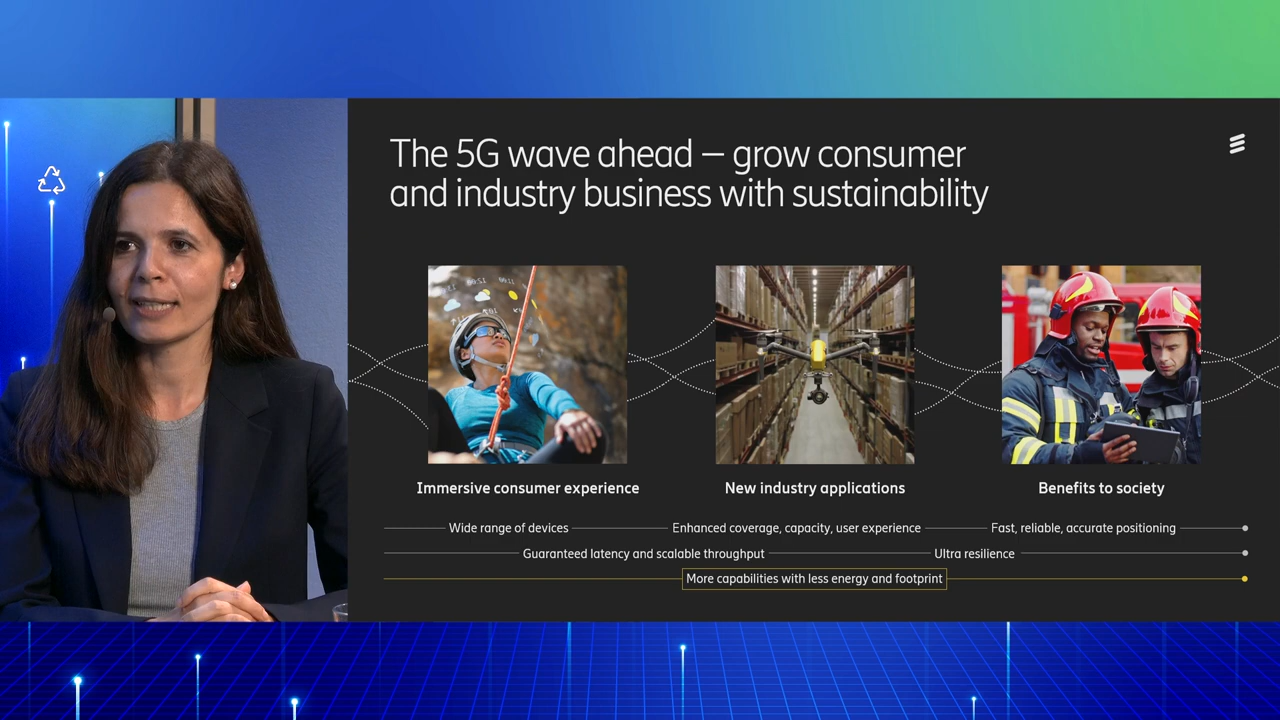 The 5G wave ahead – grow consumer
and industry business with sustainability
Immersive consumer experience
New industry applications
Benefits to society
Wide range of devices
Enhanced coverage, capacity, user experience
Fast, reliable, accurate positioning
Guaranteed latency and scalable throughput
Ultra resilience
More capabilities with less energy and footprint